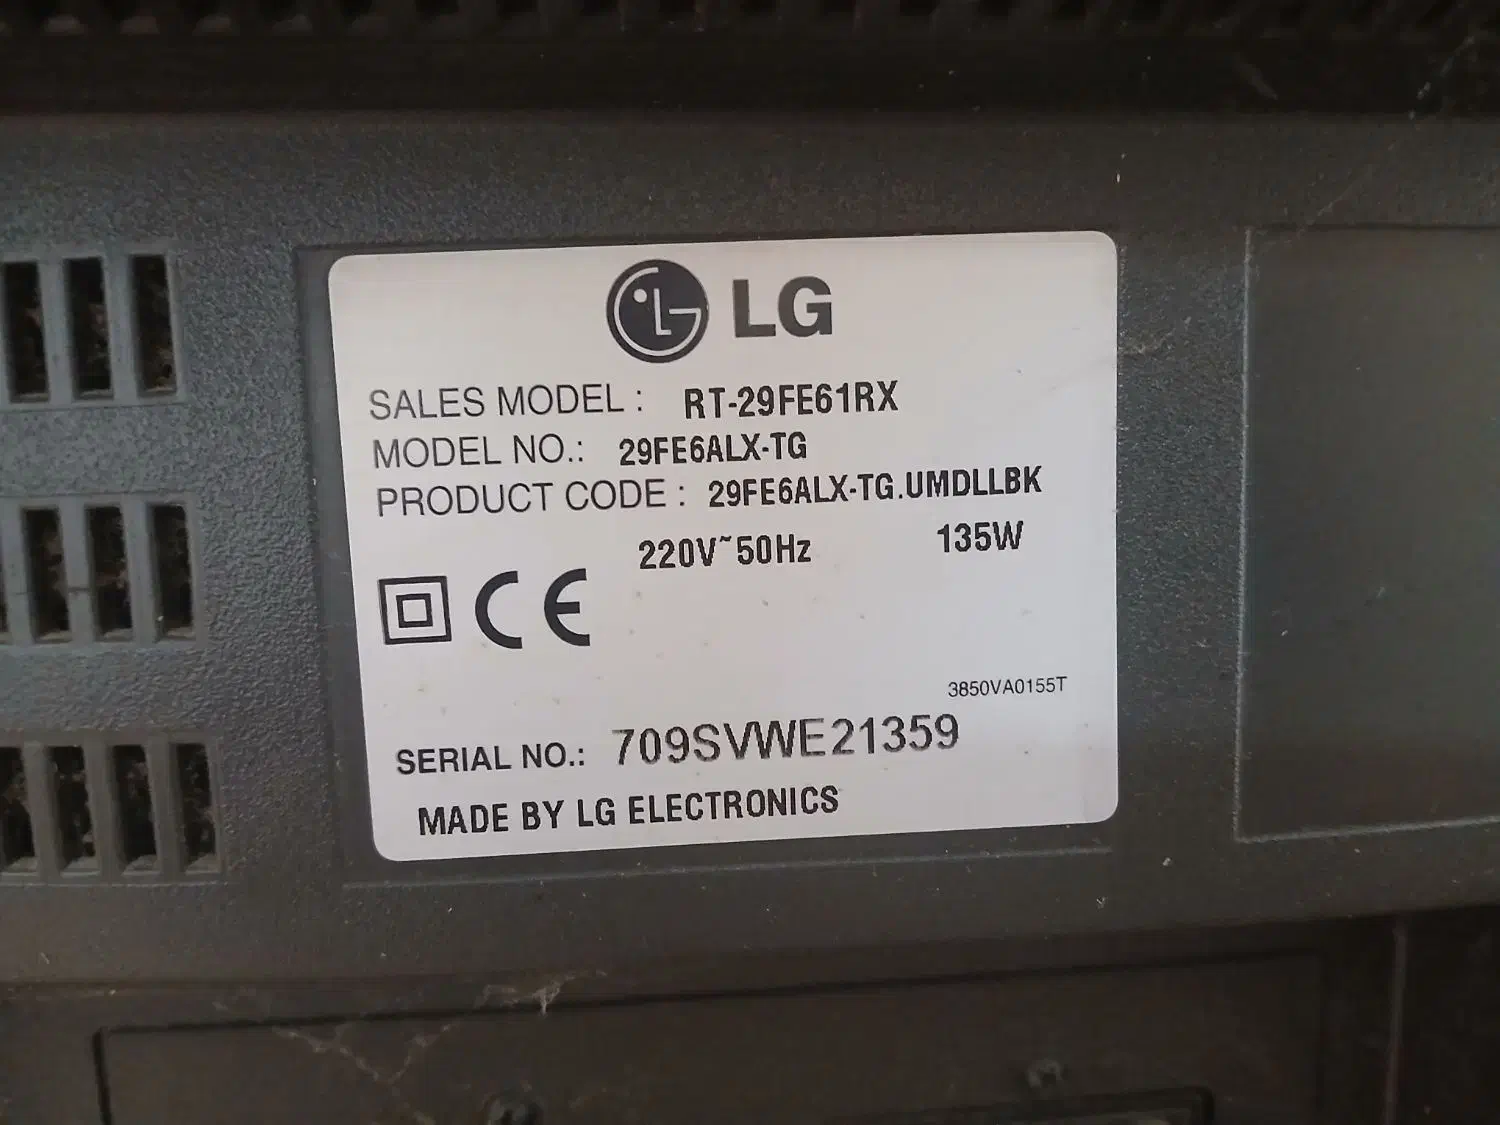 LG
SALES MODEL : RT-29FE61RX
MODEL NO.: 29FE6ALX-TG
PRODUCT CODE : 29FE6ALX-TG.UMDLLBK
220V~50Hz 135W
CE
3850VA0155T
SERIAL NO.: 709SVWE21359
MADE BY LG ELECTRONICS